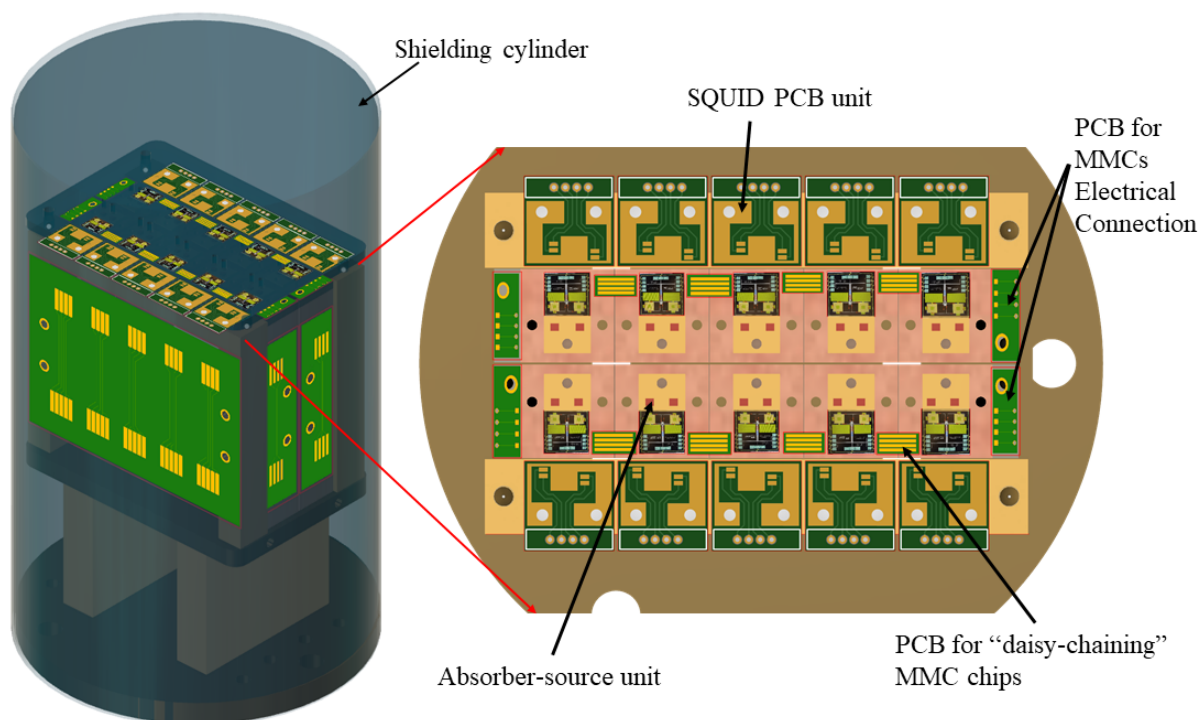 Shielding cylinder
SQUID PCB unit
PCB for
MMCs
Electrical
Connection
Absorber-source unit
PCB for “daisy-chaining”
MMC chips